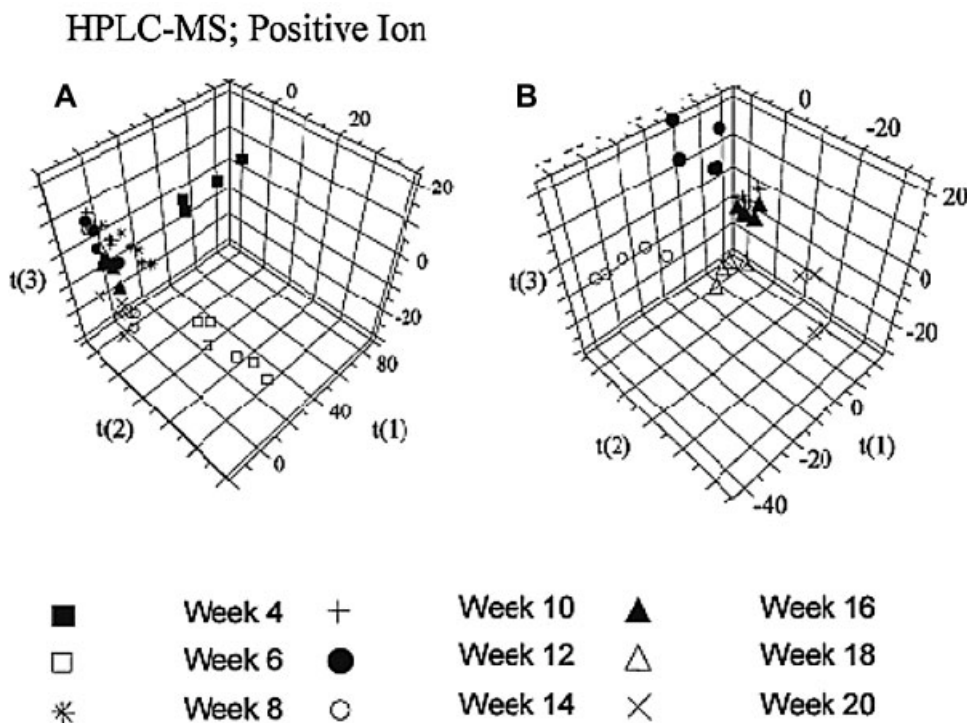 HPLC-MS; Positive Ion
A
B
0
20
20
0
-20
80
40
0
t(3)
t(2)
t(1)
0
-20
20
0
-20
0
-20
-40
t(3)
t(2)
t(1)
Week 4
Week 10
Week 16
Week 6
Week 12
Week 18
Week 8
Week 14
Week 20